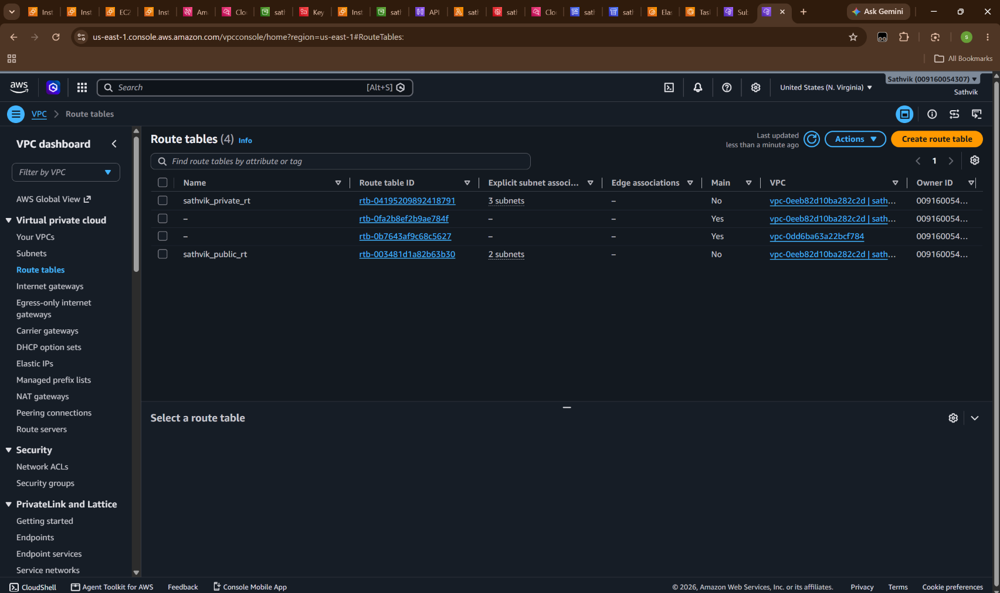 Inst
Inst
EC2
Inst
Am
Clo
sath
Key
Inst
sath
API
sath
sath
Clo
sath
sath
Elas
Task
Sub
Ask Gemini
us-east-1.console.aws.amazon.com/vpcconsole/home?region=us-east-1#RouteTables:
S
All Bookmarks
aws
Search
[Alt+S]
United States (N. Virginia)
Sathvik (009160054307)
Sathvik
VPC
Route tables
VPC dashboard
Filter by VPC
AWS Global View
Virtual private cloud
Your VPCs
Subnets
Route tables
Internet gateways
Egress-only internet
gateways
Carrier gateways
DHCP option sets
Elastic IPs
Managed prefix lists
NAT gateways
Peering connections
Route servers
Security
Network ACLs
Security groups
PrivateLink and Lattice
Getting started
Endpoints
Endpoint services
Service networks
Route tables (4) Info
Last updated
less than a minute ago
Actions
Create route table
Find route tables by attribute or tag
1
Name Route table ID Explicit subnet associ... Edge associations Main VPC Owner ID
sathvik_private_rt rtb-04195209892418791 3 subnets – No vpc-0eeb82d10ba282c2d | sath... 009160054...
– rtb-0fa2b8ef2b9ae784f – – Yes vpc-0eeb82d10ba282c2d | sath... 009160054...
– rtb-0b7643af9c68c5627 – – Yes vpc-0dd6ba63a22bcf784 009160054...
sathvik_public_rt rtb-003481d1a82b63b30 2 subnets – No vpc-0eeb82d10ba282c2d | sath... 009160054...
Select a route table
CloudShell Agent Toolkit for AWS Feedback Console Mobile App © 2026, Amazon Web Services, Inc. or its affiliates. Privacy Terms Cookie preferences